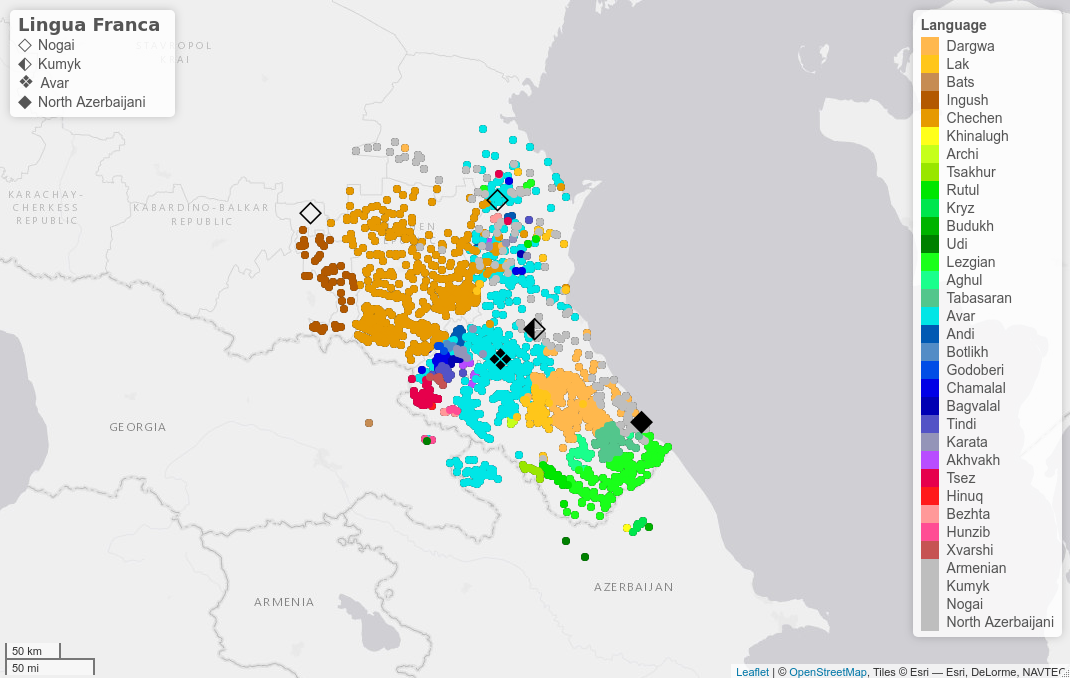 Lingua Franca
Nogai
Kumyk
Avar
North Azerbaijani
STAVROPOL
KRAI
KARACHAY-
CHERKESS
REPUBLIC
KABARDINO-BALKAR
REPUBLIC
GEORGIA
ARMENIA
AZERBAIJAN
Language
Dargwa
Lak
Bats
Ingush
Chechen
Khinalugh
Archi
Tsakhur
Rutul
Kryz
Budukh
Udi
Lezgian
Aghul
Tabasaran
Avar
Andi
Botlikh
Godoberi
Chamalal
Bagvalal
Tindi
Karata
Akhvakh
Tsez
Hinuq
Bezhta
Hunzib
Xvarshi
Armenian
Kumyk
Nogai
North Azerbaijani
50 km
50 mi
Leaflet | © OpenStreetMap, Tiles © Esri — Esri, DeLorme, NAVTEQ